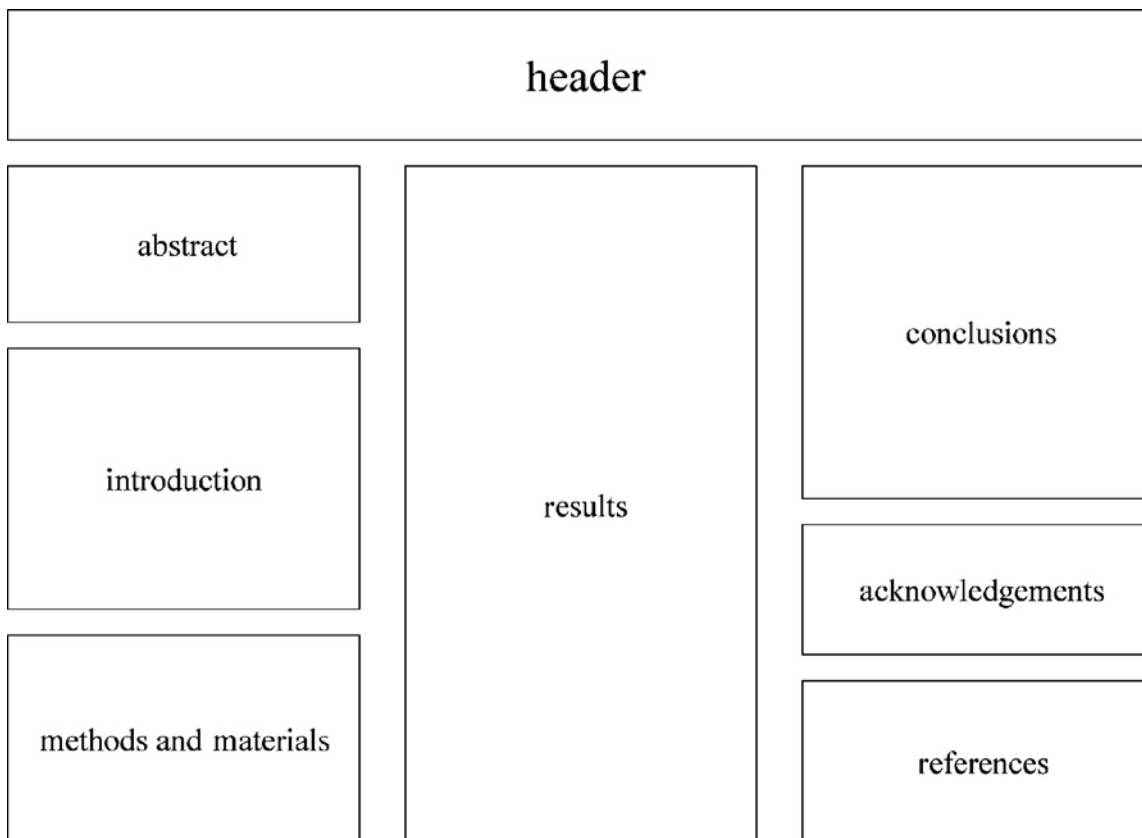 header
abstract
introduction
methods and materials
results
conclusions
acknowledgements
references